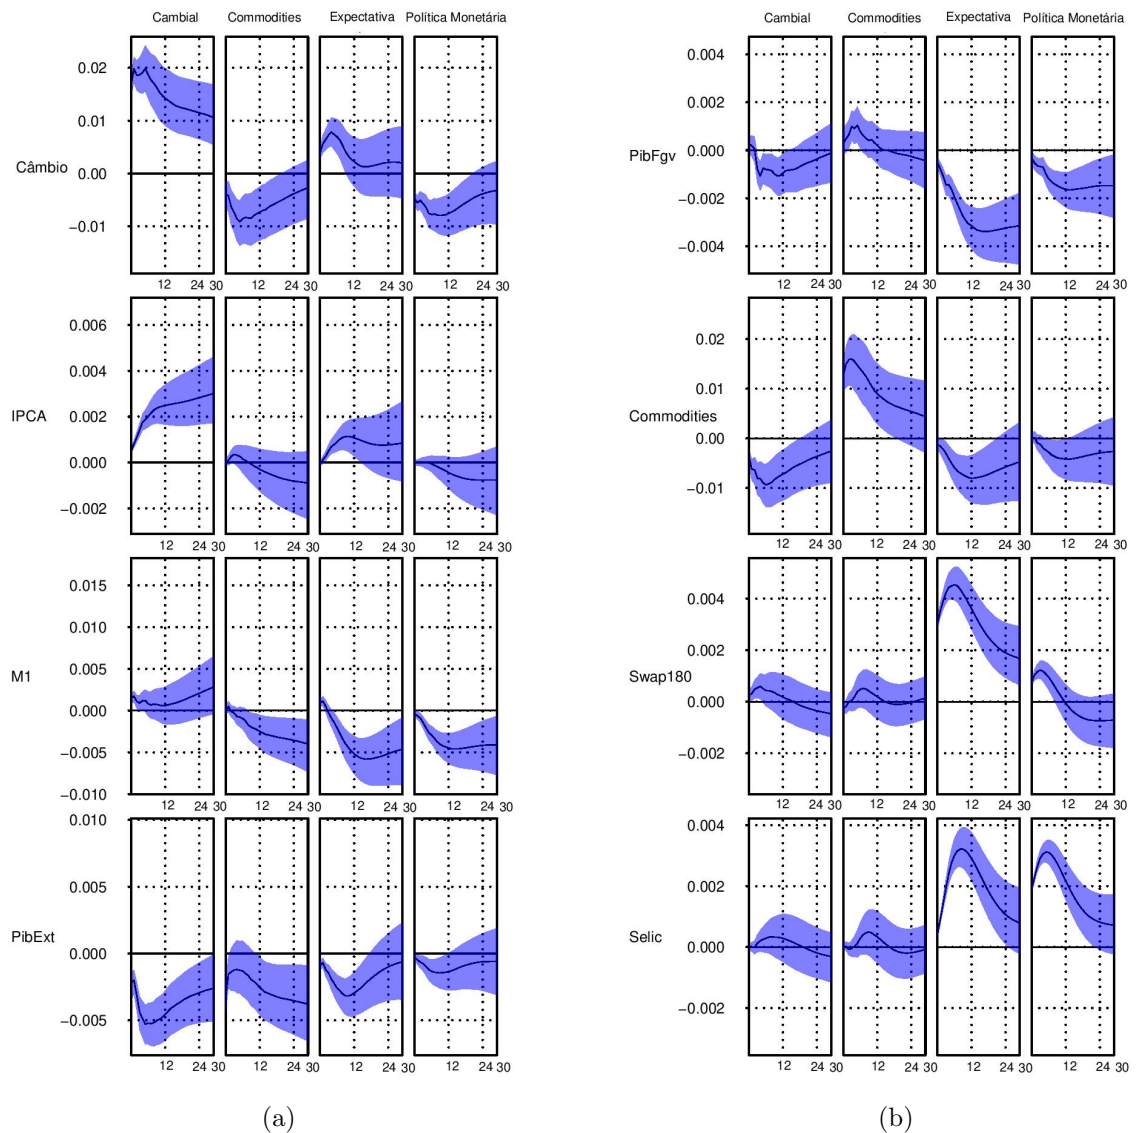 Cambial Commodities Expectativa Política Monetária
0.02
0.01
Câmbio
0.00
−0.01
12 24 30 12 24 30 12 24 30 12 24 30
0.006
0.004
IPCA
0.002
0.000
−0.002
12 24 30 12 24 30 12 24 30 12 24 30
0.015
0.010
0.005
M1
0.000
−0.005
−0.010
12 24 30 12 24 30 12 24 30 12 24 30
0.010
0.005
PibExt
0.000
−0.005
12 24 30 12 24 30 12 24 30 12 24 30
(a)
Cambial Commodities Expectativa Política Monetária
0.004
0.002
PibFgv
0.000
−0.002
−0.004
12 24 30 12 24 30 12 24 30 12 24 30
0.02
0.01
Commodities
0.00
−0.01
12 24 30 12 24 30 12 24 30 12 24 30
0.004
0.002
Swap180
0.000
−0.002
12 24 30 12 24 30 12 24 30 12 24 30
0.004
0.002
Selic
0.000
−0.002
12 24 30 12 24 30 12 24 30 12 24 30
(b)